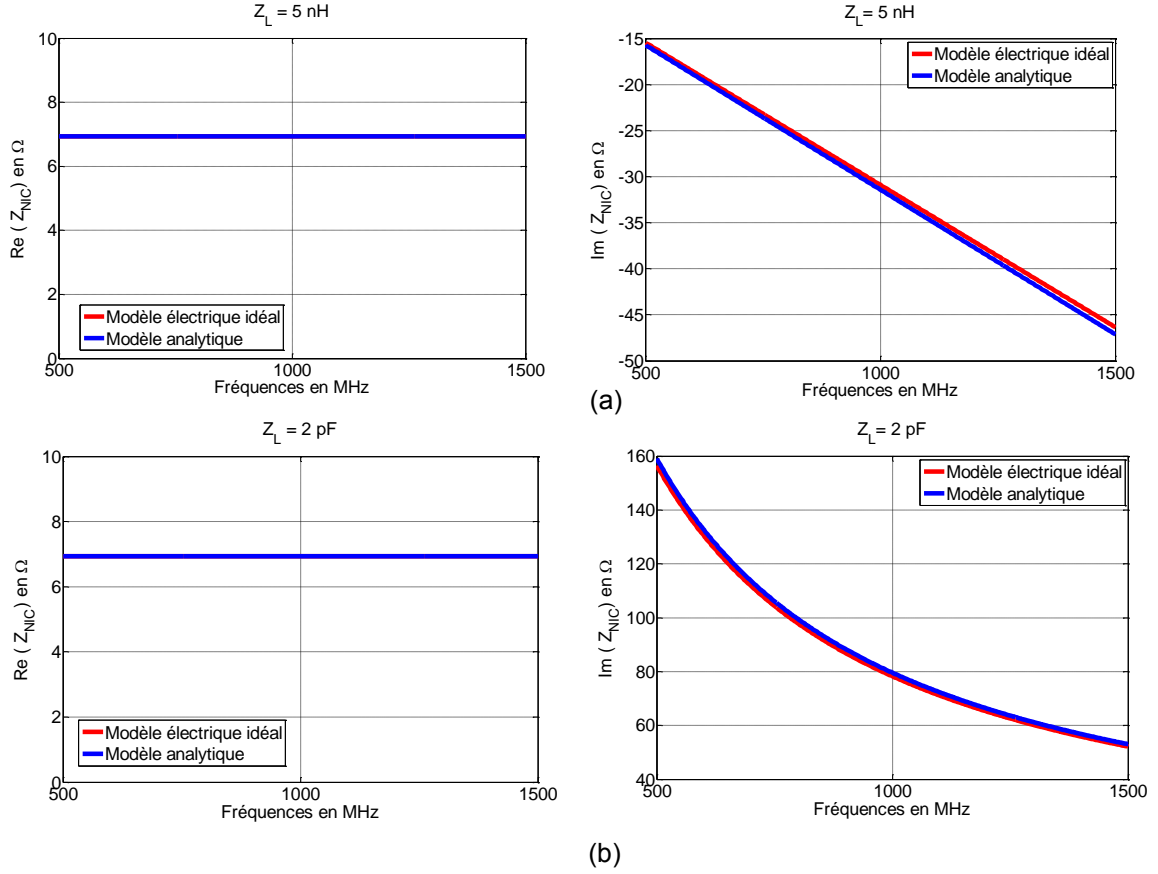 Z_L = 5 nH
10
8
6
4
2
0
Re ( Z_NIC) en Ω
Modèle électrique idéal
Modèle analytique
500
1000
1500
Fréquences en MHz
Z_L = 5 nH
-15
-20
-25
-30
-35
-40
-45
-50
Im ( Z_NIC) en Ω
Modèle électrique idéal
Modèle analytique
500
1000
1500
Fréquences en MHz
(a)
Z_L = 2 pF
10
8
6
4
2
0
Re ( Z_NIC) en Ω
Modèle électrique idéal
Modèle analytique
500
1000
1500
Fréquences en MHz
Z_L= 2 pF
160
140
120
100
80
60
40
Im ( Z_NIC) en Ω
Modèle électrique idéal
Modèle analytique
500
1000
1500
Fréquences en MHz
(b)